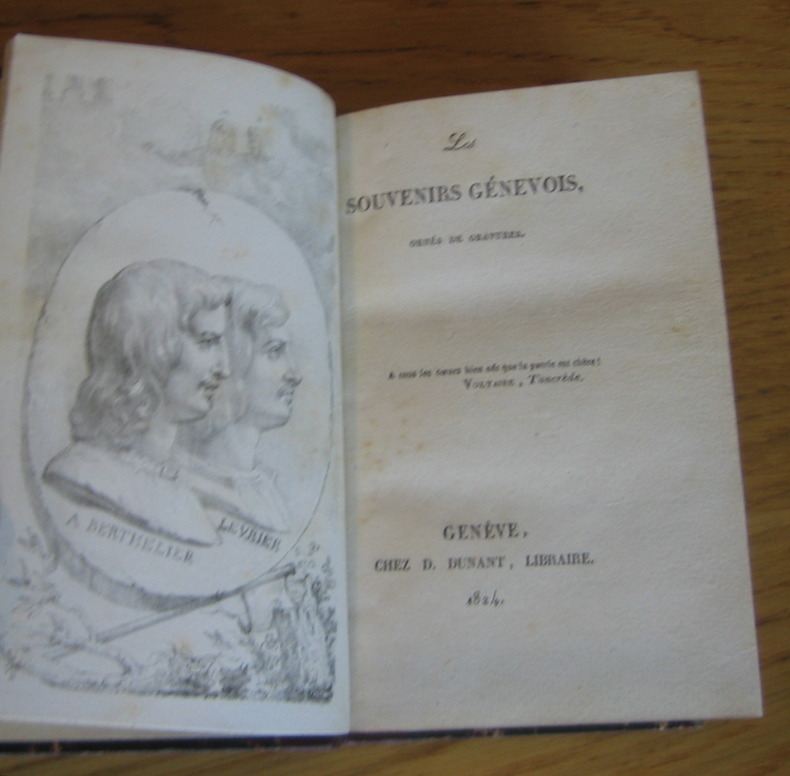 A BERTHELIER
LEVRIER
Les
SOUVENIRS GÉNEVOIS,
ORNÉS DE GRAVURES.
A tous les cœurs bien nés que la patrie est chère !
VOLTAIRE, Tancrède.
GENÈVE,
CHEZ D. DUNANT, LIBRAIRE.
1824.